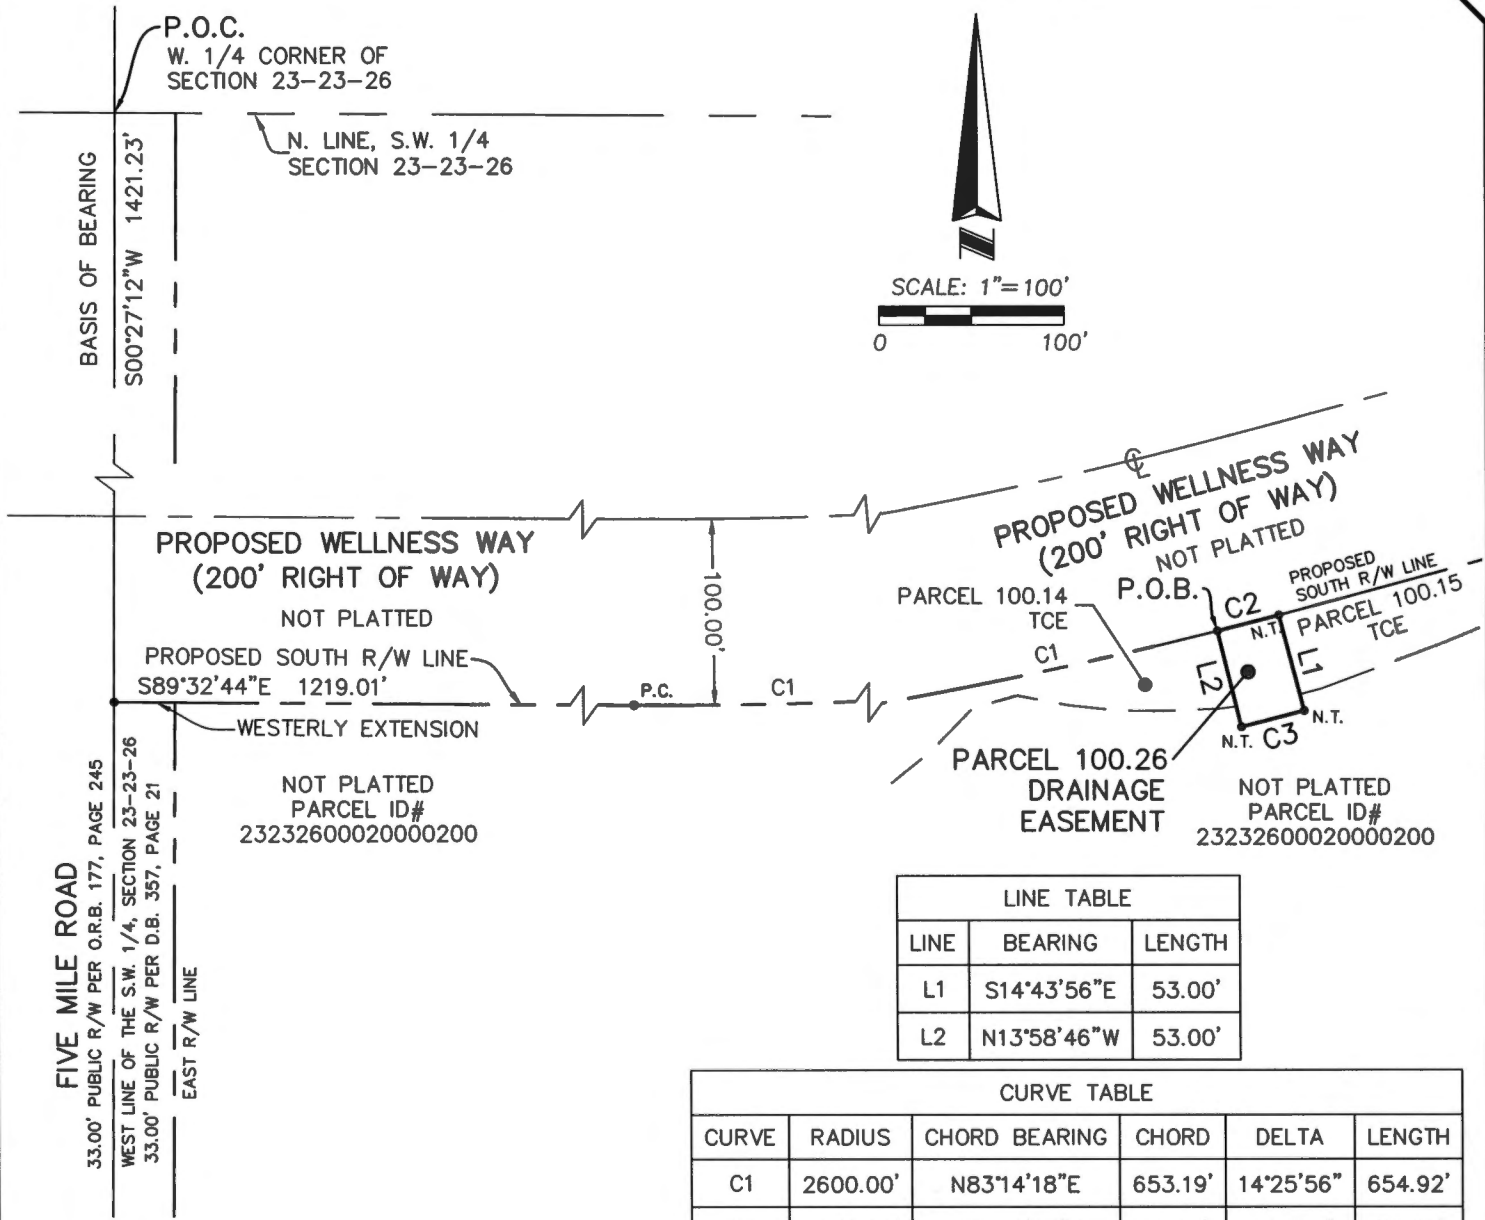 P.O.C.
W. 1/4 CORNER OF
SECTION 23-23-26
N. LINE, S.W. 1/4
SECTION 23-23-26
BASIS OF BEARING
S00°27'12"W 1421.23'
SCALE: 1"=100'
0 100'
℄
PROPOSED WELLNESS WAY
(200' RIGHT OF WAY)
NOT PLATTED
PROPOSED WELLNESS WAY
(200' RIGHT OF WAY)
NOT PLATTED
100.00'
PROPOSED SOUTH R/W LINE
S89°32'44"E 1219.01'
WESTERLY EXTENSION
P.C.
C1
PARCEL 100.14
TCE
P.O.B.
C1
C2
N.T.
PROPOSED
SOUTH R/W LINE
PARCEL 100.15
TCE
L2
L1
N.T.
N.T.
C3
PARCEL 100.26
DRAINAGE
EASEMENT
NOT PLATTED
PARCEL ID#
23232600020000200
NOT PLATTED
PARCEL ID#
23232600020000200
FIVE MILE ROAD
33.00' PUBLIC R/W PER O.R.B. 177, PAGE 245
WEST LINE OF THE S.W. 1/4, SECTION 23-23-26
33.00' PUBLIC R/W PER D.B. 357, PAGE 21
EAST R/W LINE
LINE TABLE
LINE BEARING LENGTH
L1 S14°43'56"E 53.00'
L2 N13°58'46"W 53.00'
CURVE TABLE
CURVE RADIUS CHORD BEARING CHORD DELTA LENGTH
C1 2600.00' N83°14'18"E 653.19' 14°25'56" 654.92'